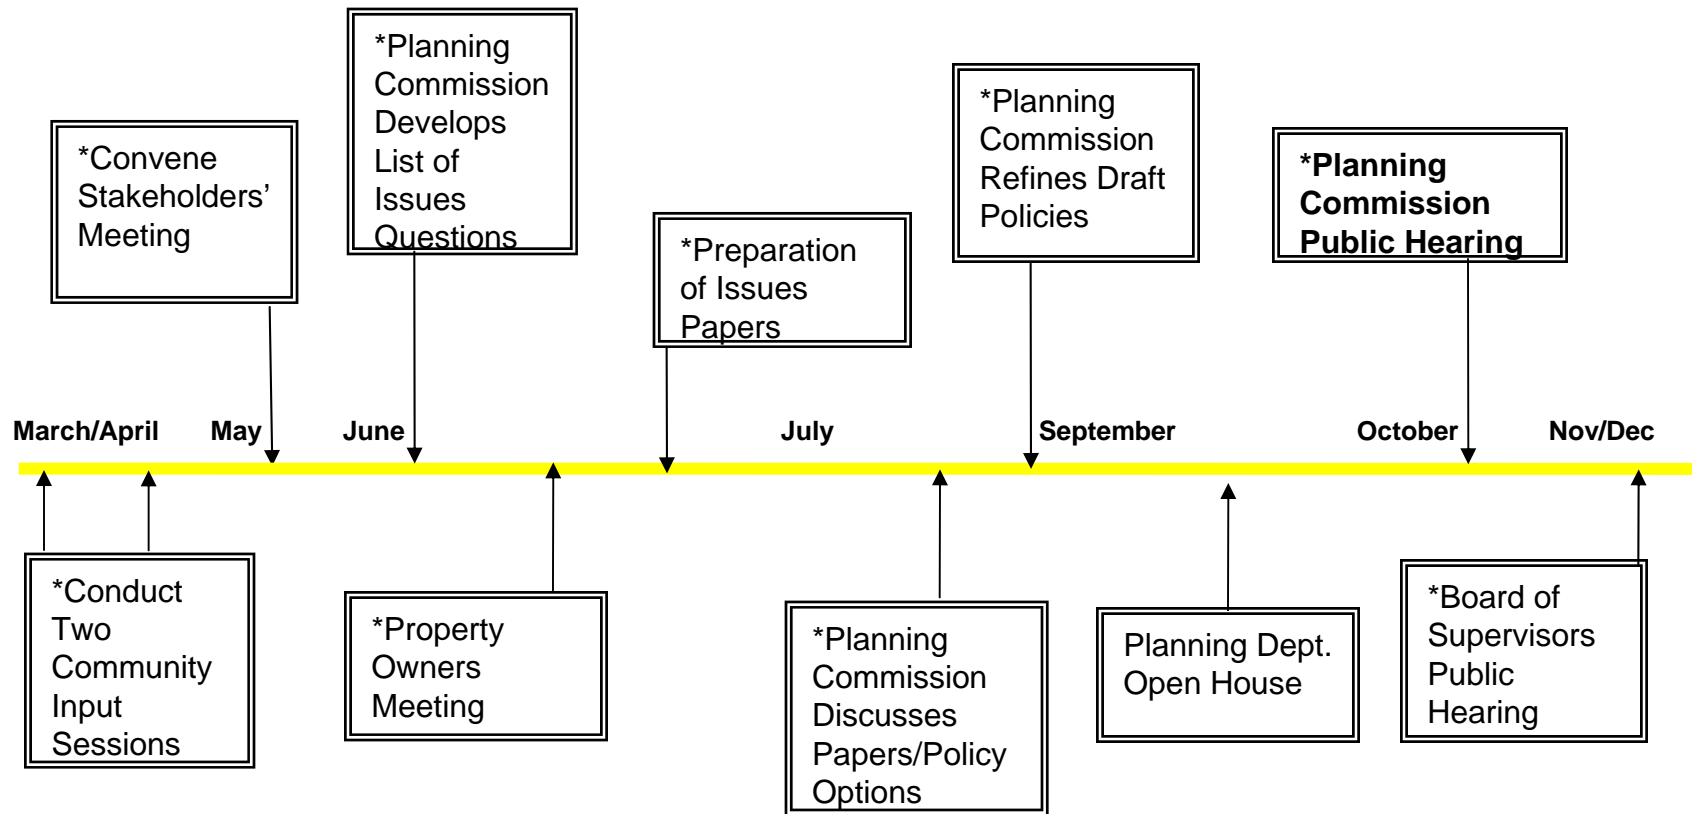 *Convene
Stakeholders’
Meeting
*Planning
Commission
Develops
List of
Issues
Questions
*Preparation
of Issues
Papers
*Planning
Commission
Refines Draft
Policies
*Planning
Commission
Public Hearing
March/April May June July September October Nov/Dec
*Conduct
Two
Community
Input
Sessions
*Property
Owners
Meeting
*Planning
Commission
Discusses
Papers/Policy
Options
Planning Dept.
Open House
*Board of
Supervisors
Public
Hearing